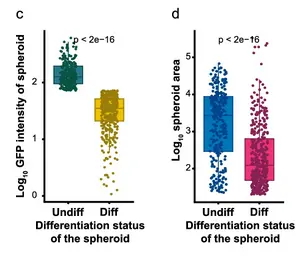 c
p < 2e−16
Log10 GFP intensity of spheroid
2
1
0
Undiff Diff
Differentiation status
of the spheroid
d
p < 2e−16
Log10 spheroid area
5
4
3
2
Undiff Diff
Differentiation status
of the spheroid